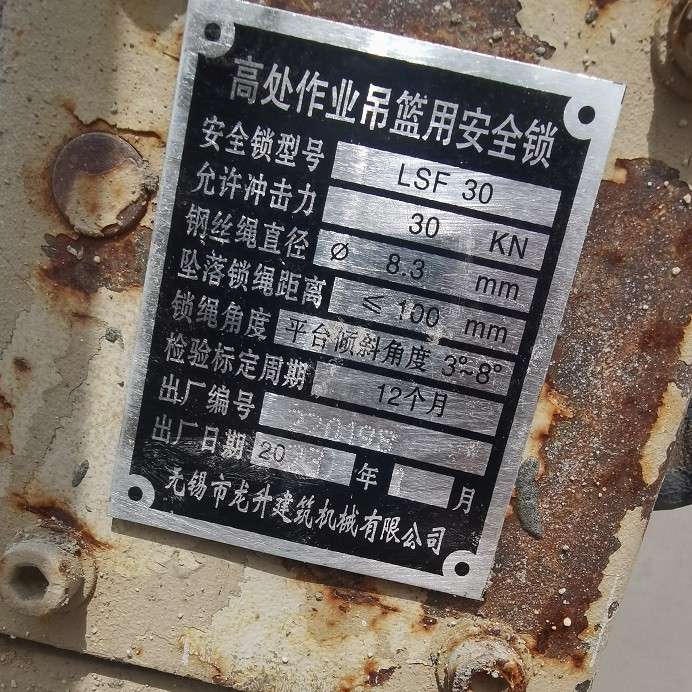 高处作业吊篮用安全锁
安全锁型号 LSF 30
允许冲击力 30 KN
钢丝绳直径 Ø 8.3 mm
坠落锁绳距离 ≤ 100 mm
锁绳角度 平台倾斜角度 3°~8°
检验标定周期 12个月
出厂编号
出厂日期 20 年 月
无锡市龙升建筑机械有限公司